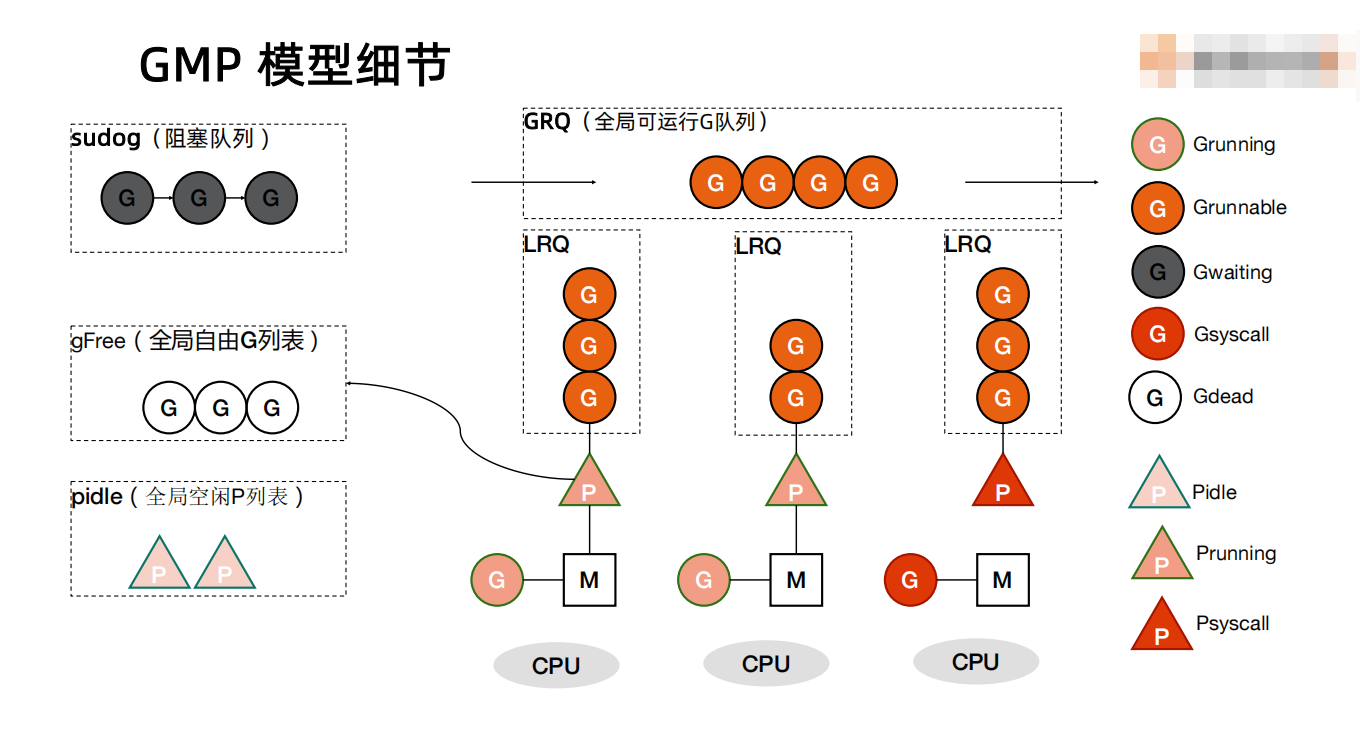 GMP 模型细节
sudog（阻塞队列）
G G G
gFree（全局自由G列表）
G G G
pidle（全局空闲P列表）
P P
GRQ（全局可运行G队列）
G G G G
LRQ
G
G
G
P
G M
CPU
LRQ
G
G
P
G M
CPU
LRQ
G
G
G
P
G M
CPU
G Grunning
G Grunnable
G Gwaiting
G Gsyscall
G Gdead
P Pidle
P Prunning
P Psyscall